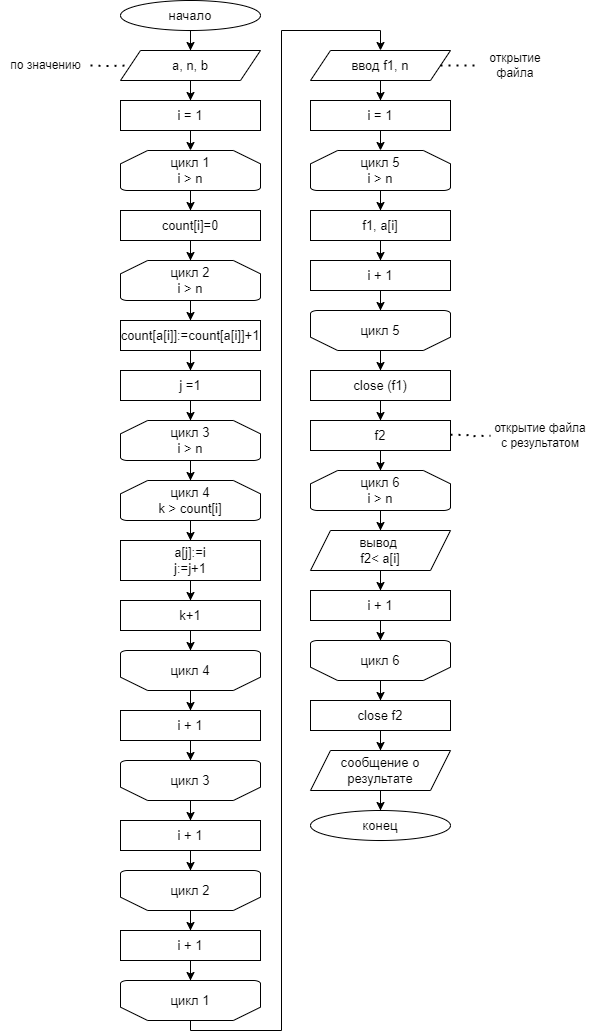 начало
по значению
a, n, b
i = 1
цикл 1
i > n
count[i]=0
цикл 2
i > n
count[a[i]]:=count[a[i]]+1
j =1
цикл 3
i > n
цикл 4
k > count[i]
a[j]:=i
j:=j+1
k+1
цикл 4
i + 1
цикл 3
i + 1
цикл 2
i + 1
цикл 1
ввод f1, n
открытие
файла
i = 1
цикл 5
i > n
f1, a[i]
i + 1
цикл 5
close (f1)
f2
открытие файла
с результатом
цикл 6
i > n
вывод
f2< a[i]
i + 1
цикл 6
close f2
сообщение о
результате
конец